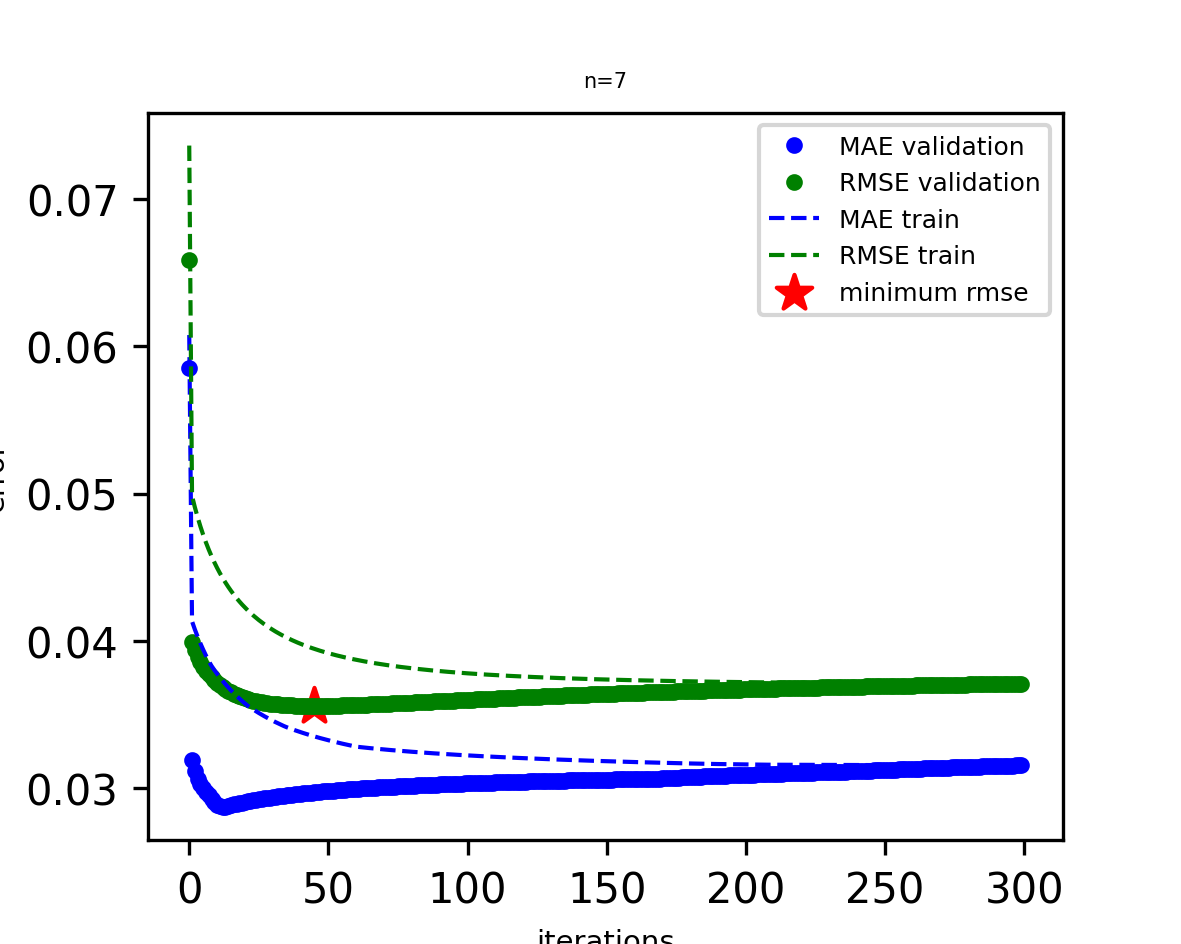 n=7
MAE validation
RMSE validation
MAE train
RMSE train
minimum rmse
0.07
0.06
0.05
0.04
0.03
0 50 100 150 200 250 300
iterations